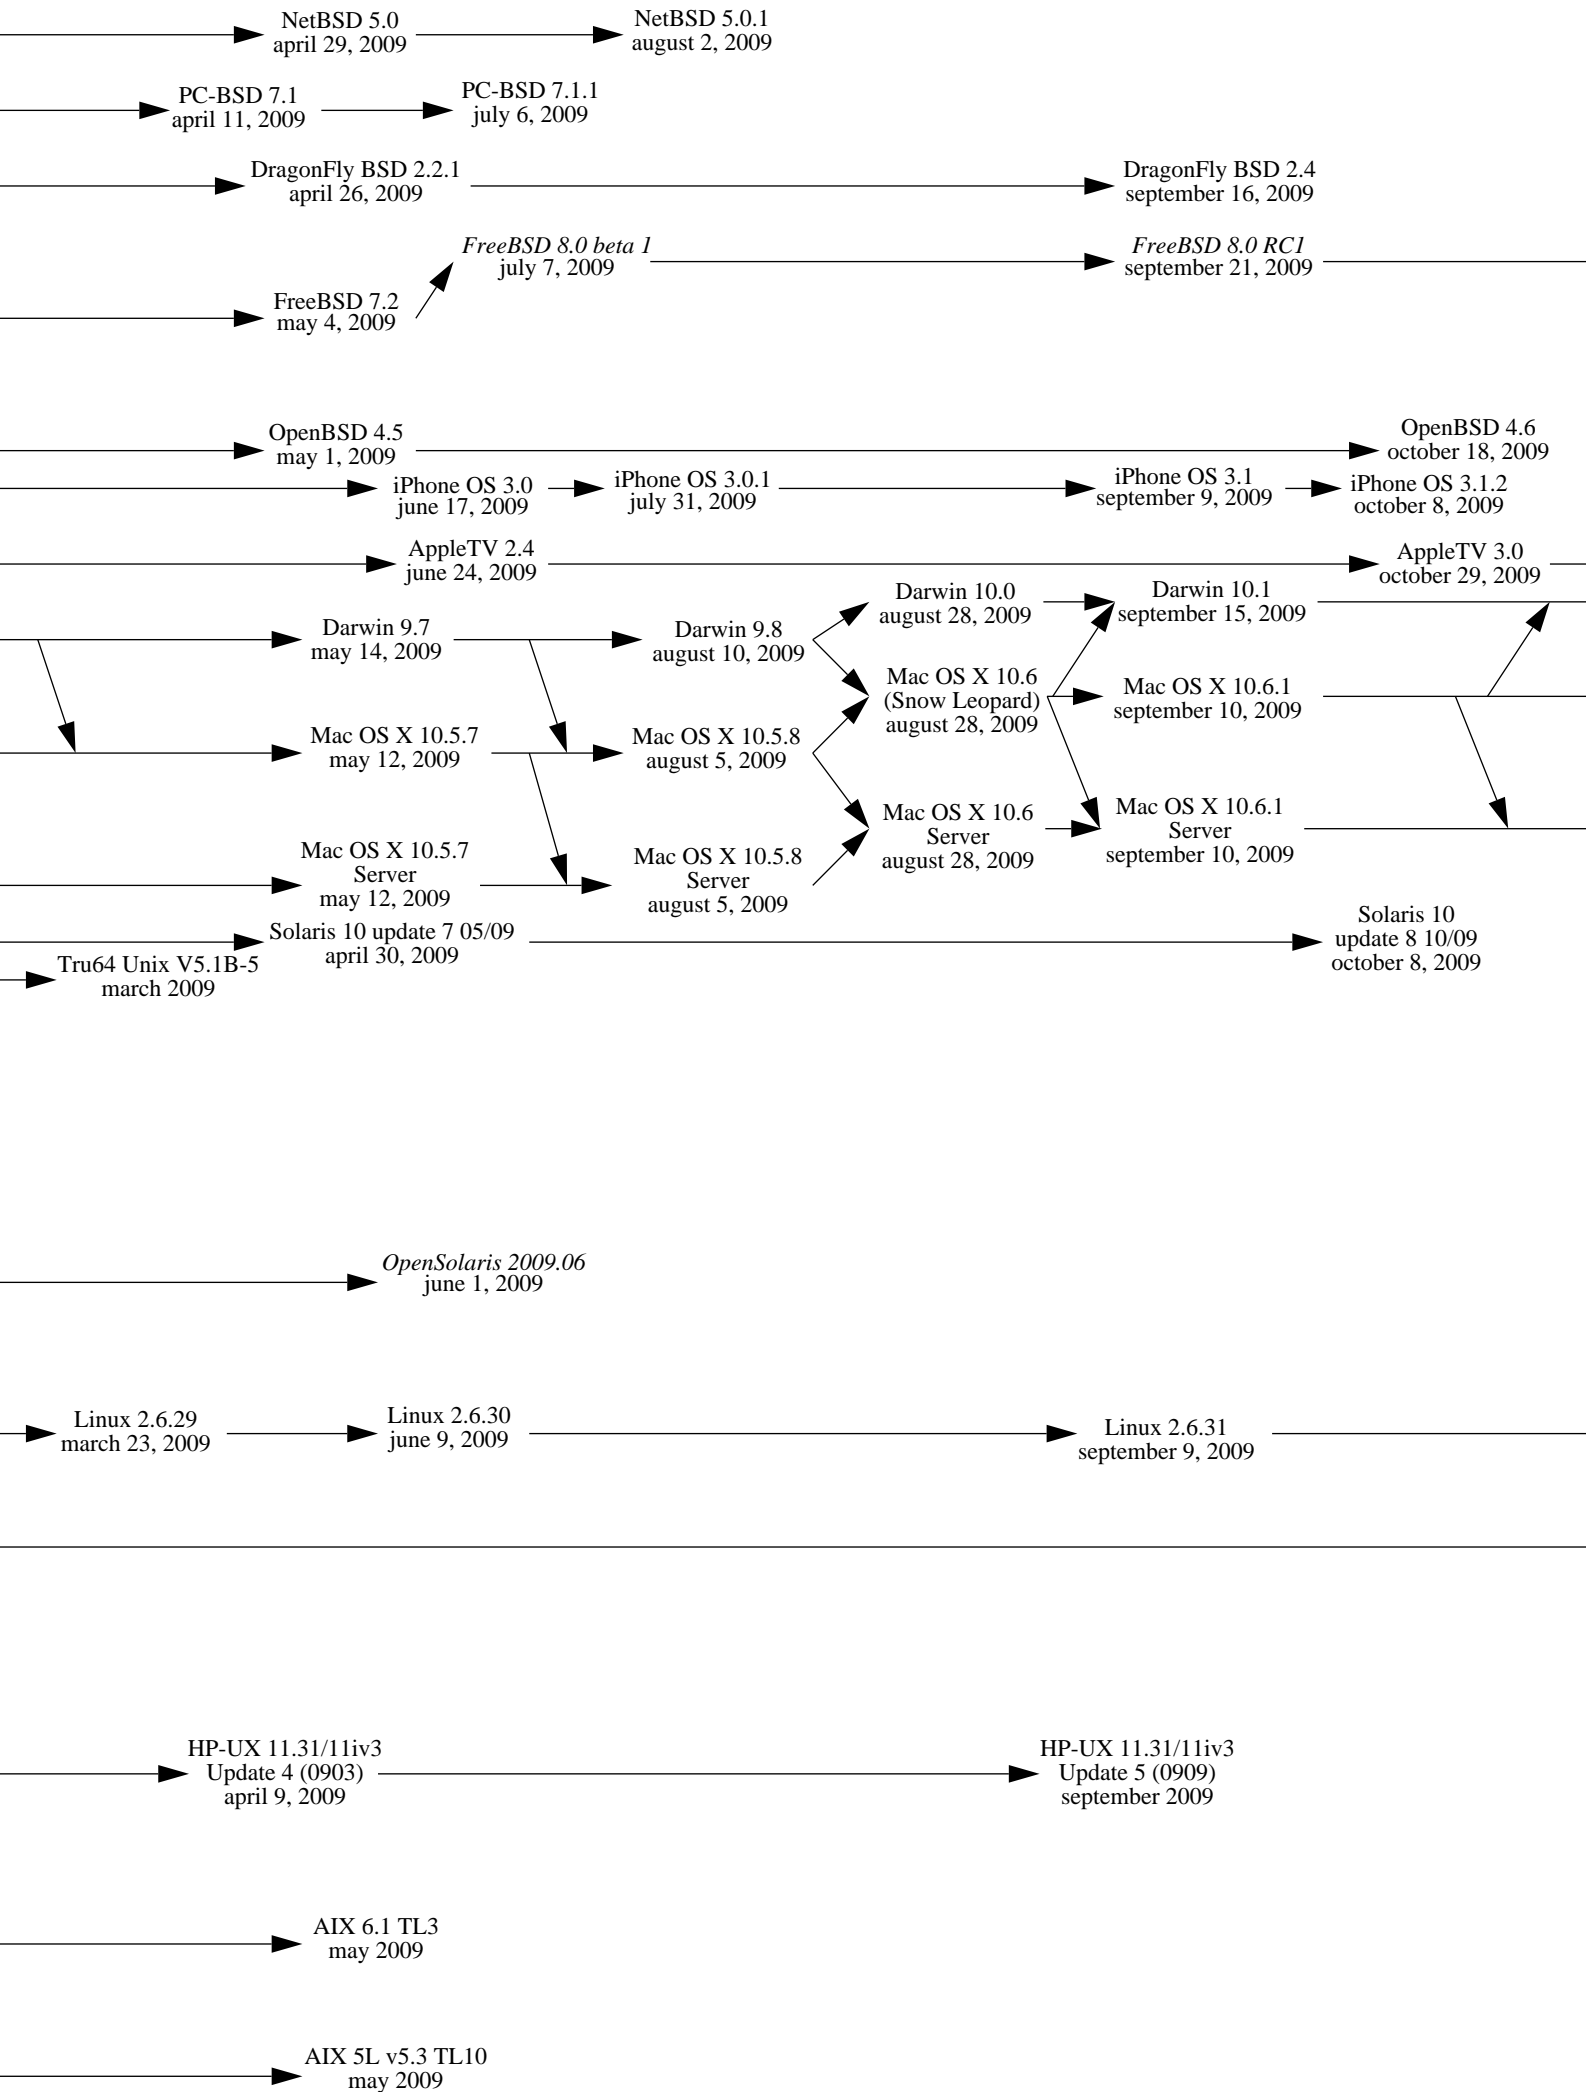 NetBSD 5.0
april 29, 2009
NetBSD 5.0.1
august 2, 2009
PC-BSD 7.1
april 11, 2009
PC-BSD 7.1.1
july 6, 2009
DragonFly BSD 2.2.1
april 26, 2009
DragonFly BSD 2.4
september 16, 2009
FreeBSD 8.0 beta 1
july 7, 2009
FreeBSD 8.0 RC1
september 21, 2009
FreeBSD 7.2
may 4, 2009
OpenBSD 4.5
may 1, 2009
OpenBSD 4.6
october 18, 2009
iPhone OS 3.0
june 17, 2009
iPhone OS 3.0.1
july 31, 2009
iPhone OS 3.1
september 9, 2009
iPhone OS 3.1.2
october 8, 2009
AppleTV 2.4
june 24, 2009
AppleTV 3.0
october 29, 2009
Darwin 9.7
may 14, 2009
Darwin 9.8
august 10, 2009
Darwin 10.0
august 28, 2009
Darwin 10.1
september 15, 2009
Mac OS X 10.6
(Snow Leopard)
august 28, 2009
Mac OS X 10.6.1
september 10, 2009
Mac OS X 10.5.7
may 12, 2009
Mac OS X 10.5.8
august 5, 2009
Mac OS X 10.6
Server
august 28, 2009
Mac OS X 10.6.1
Server
september 10, 2009
Mac OS X 10.5.7
Server
may 12, 2009
Mac OS X 10.5.8
Server
august 5, 2009
Solaris 10 update 7 05/09
april 30, 2009
Solaris 10
update 8 10/09
october 8, 2009
Tru64 Unix V5.1B-5
march 2009
OpenSolaris 2009.06
june 1, 2009
Linux 2.6.29
march 23, 2009
Linux 2.6.30
june 9, 2009
Linux 2.6.31
september 9, 2009
HP-UX 11.31/11iv3
Update 4 (0903)
april 9, 2009
HP-UX 11.31/11iv3
Update 5 (0909)
september 2009
AIX 6.1 TL3
may 2009
AIX 5L v5.3 TL10
may 2009